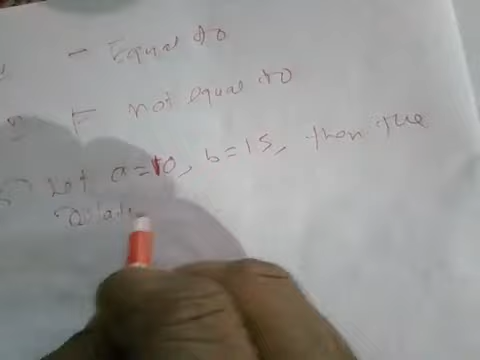 - Equal to
not equal to
Let a=10, b=15, then the